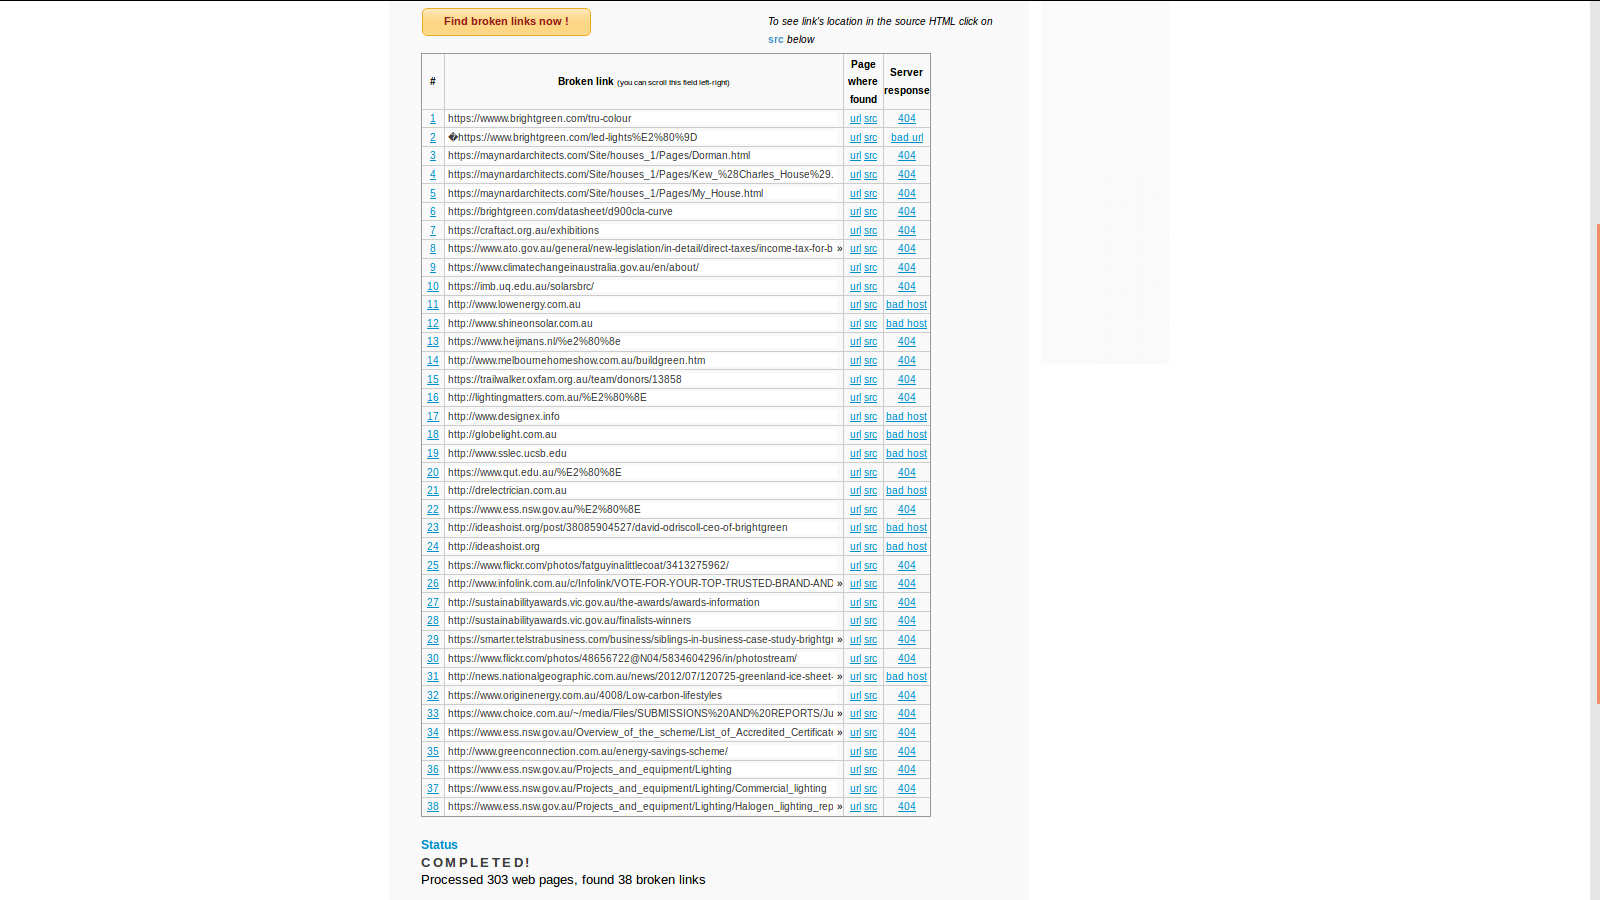 Find broken links now !
To see link's location in the source HTML click on
src below
# Broken link (you can scroll this field left-right) Page where found Server response
1 https://wwww.brightgreen.com/tru-colour url src 404
2 �https://www.brightgreen.com/led-lights%E2%80%9D url src bad url
3 https://maynardarchitects.com/Site/houses_1/Pages/Dorman.html url src 404
4 https://maynardarchitects.com/Site/houses_1/Pages/Kew_%28Charles_House%29. url src 404
5 https://maynardarchitects.com/Site/houses_1/Pages/My_House.html url src 404
6 https://brightgreen.com/datasheet/d900cla-curve url src 404
7 https://craftact.org.au/exhibitions url src 404
8 https://www.ato.gov.au/general/new-legislation/in-detail/direct-taxes/income-tax-for-b » url src 404
9 https://www.climatechangeinaustralia.gov.au/en/about/ url src 404
10 https://imb.uq.edu.au/solarsbrc/ url src 404
11 http://www.lowenergy.com.au url src bad host
12 http://www.shineonsolar.com.au url src bad host
13 https://www.heijmans.nl/%e2%80%8e url src 404
14 http://www.melbournehomeshow.com.au/buildgreen.htm url src 404
15 https://trailwalker.oxfam.org.au/team/donors/13858 url src 404
16 http://lightingmatters.com.au/%E2%80%8E url src 404
17 http://www.designex.info url src bad host
18 http://globelight.com.au url src bad host
19 http://www.sslec.ucsb.edu url src bad host
20 https://www.qut.edu.au/%E2%80%8E url src 404
21 http://drelectrician.com.au url src bad host
22 https://www.ess.nsw.gov.au/%E2%80%8E url src 404
23 http://ideashoist.org/post/38085904527/david-odriscoll-ceo-of-brightgreen url src bad host
24 http://ideashoist.org url src bad host
25 https://www.flickr.com/photos/fatguyinalittlecoat/3413275962/ url src 404
26 http://www.infolink.com.au/c/Infolink/VOTE-FOR-YOUR-TOP-TRUSTED-BRAND-AND » url src 404
27 http://sustainabilityawards.vic.gov.au/the-awards/awards-information url src 404
28 http://sustainabilityawards.vic.gov.au/finalists-winners url src 404
29 https://smarter.telstrabusiness.com/business/siblings-in-business-case-study-brightgr » url src 404
30 https://www.flickr.com/photos/48656722@N04/5834604296/in/photostream/ url src 404
31 http://news.nationalgeographic.com.au/news/2012/07/120725-greenland-ice-sheet- » url src bad host
32 https://www.originenergy.com.au/4008/Low-carbon-lifestyles url src 404
33 https://www.choice.com.au/~/media/Files/SUBMISSIONS%20AND%20REPORTS/Ju » url src 404
34 https://www.ess.nsw.gov.au/Overview_of_the_scheme/List_of_Accredited_Certificate » url src 404
35 http://www.greenconnection.com.au/energy-savings-scheme/ url src 404
36 https://www.ess.nsw.gov.au/Projects_and_equipment/Lighting url src 404
37 https://www.ess.nsw.gov.au/Projects_and_equipment/Lighting/Commercial_lighting url src 404
38 https://www.ess.nsw.gov.au/Projects_and_equipment/Lighting/Halogen_lighting_rep » url src 404
Status
COMPLETED!
Processed 303 web pages, found 38 broken links